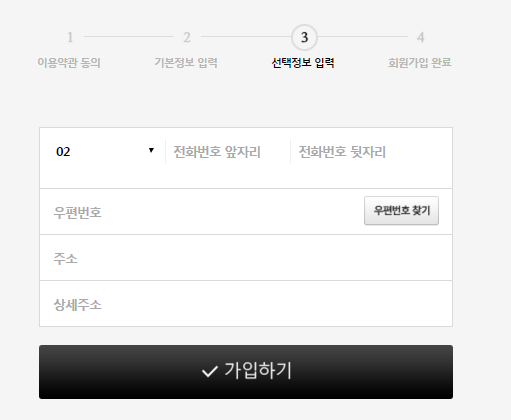 1 2 3 4
이용약관 동의 기본정보 입력 선택정보 입력 회원가입 완료
02 전화번호 앞자리 전화번호 뒷자리
우편번호 우편번호 찾기
주소
상세주소
가입하기